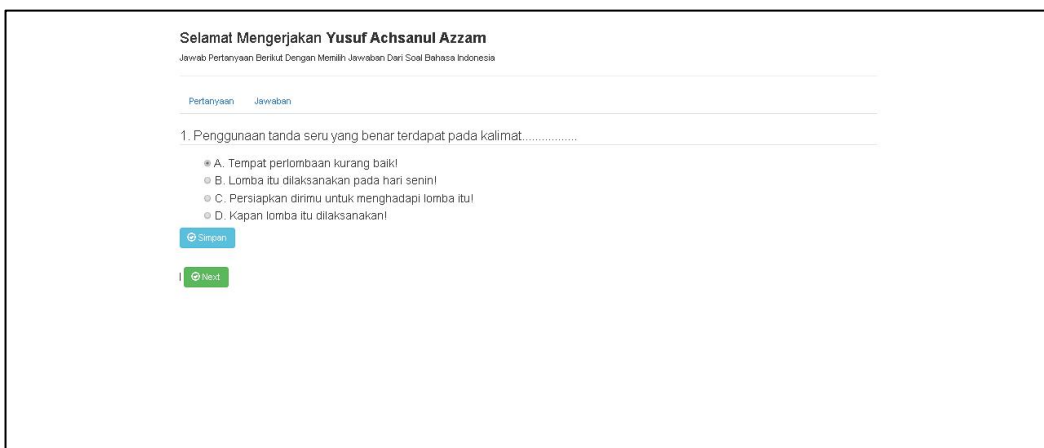 Selamat Mengerjakan Yusuf Achsanul Azzam
Jawab Pertanyaan Berikut Dengan Memilih Jawaban Dari Soal Bahasa Indonesia
Pertanyaan Jawaban
1. Penggunaan tanda seru yang benar terdapat pada kalimat................
A. Tempat perlombaan kurang baik!
B. Lomba itu dilaksanakan pada hari senin!
C. Persiapkan dirimu untuk menghadapi lomba itu!
D. Kapan lomba itu dilaksanakan!
Simpan
| Next